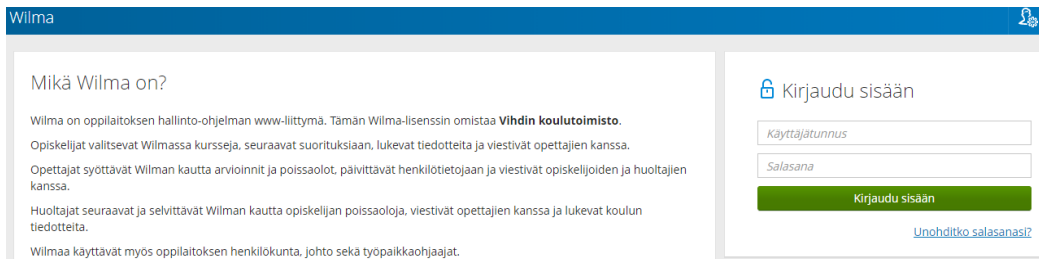 Wilma
Mikä Wilma on?
Wilma on oppilaitoksen hallinto-ohjelman www-liittymä. Tämän Wilma-lisenssin omistaa Vihdin koulutoimisto.
Opiskelijat valitsevat Wilmassa kursseja, seuraavat suorituksiaan, lukevat tiedotteita ja viestivät opettajien kanssa.
Opettajat syöttävät Wilman kautta arvioinnit ja poissaolot, päivittävät henkilötietojaan ja viestivät opiskelijoiden ja huoltajien
kanssa.
Huoltajat seuraavat ja selvittävät Wilman kautta opiskelijan poissaoloja, viestivät opettajien kanssa ja lukevat koulun
tiedotteita.
Wilmaa käyttävät myös oppilaitoksen henkilökunta, johto sekä työpaikkaohjaajat.
Kirjaudu sisään
Käyttäjätunnus
Salasana
Kirjaudu sisään
Unohditko salasanasi?